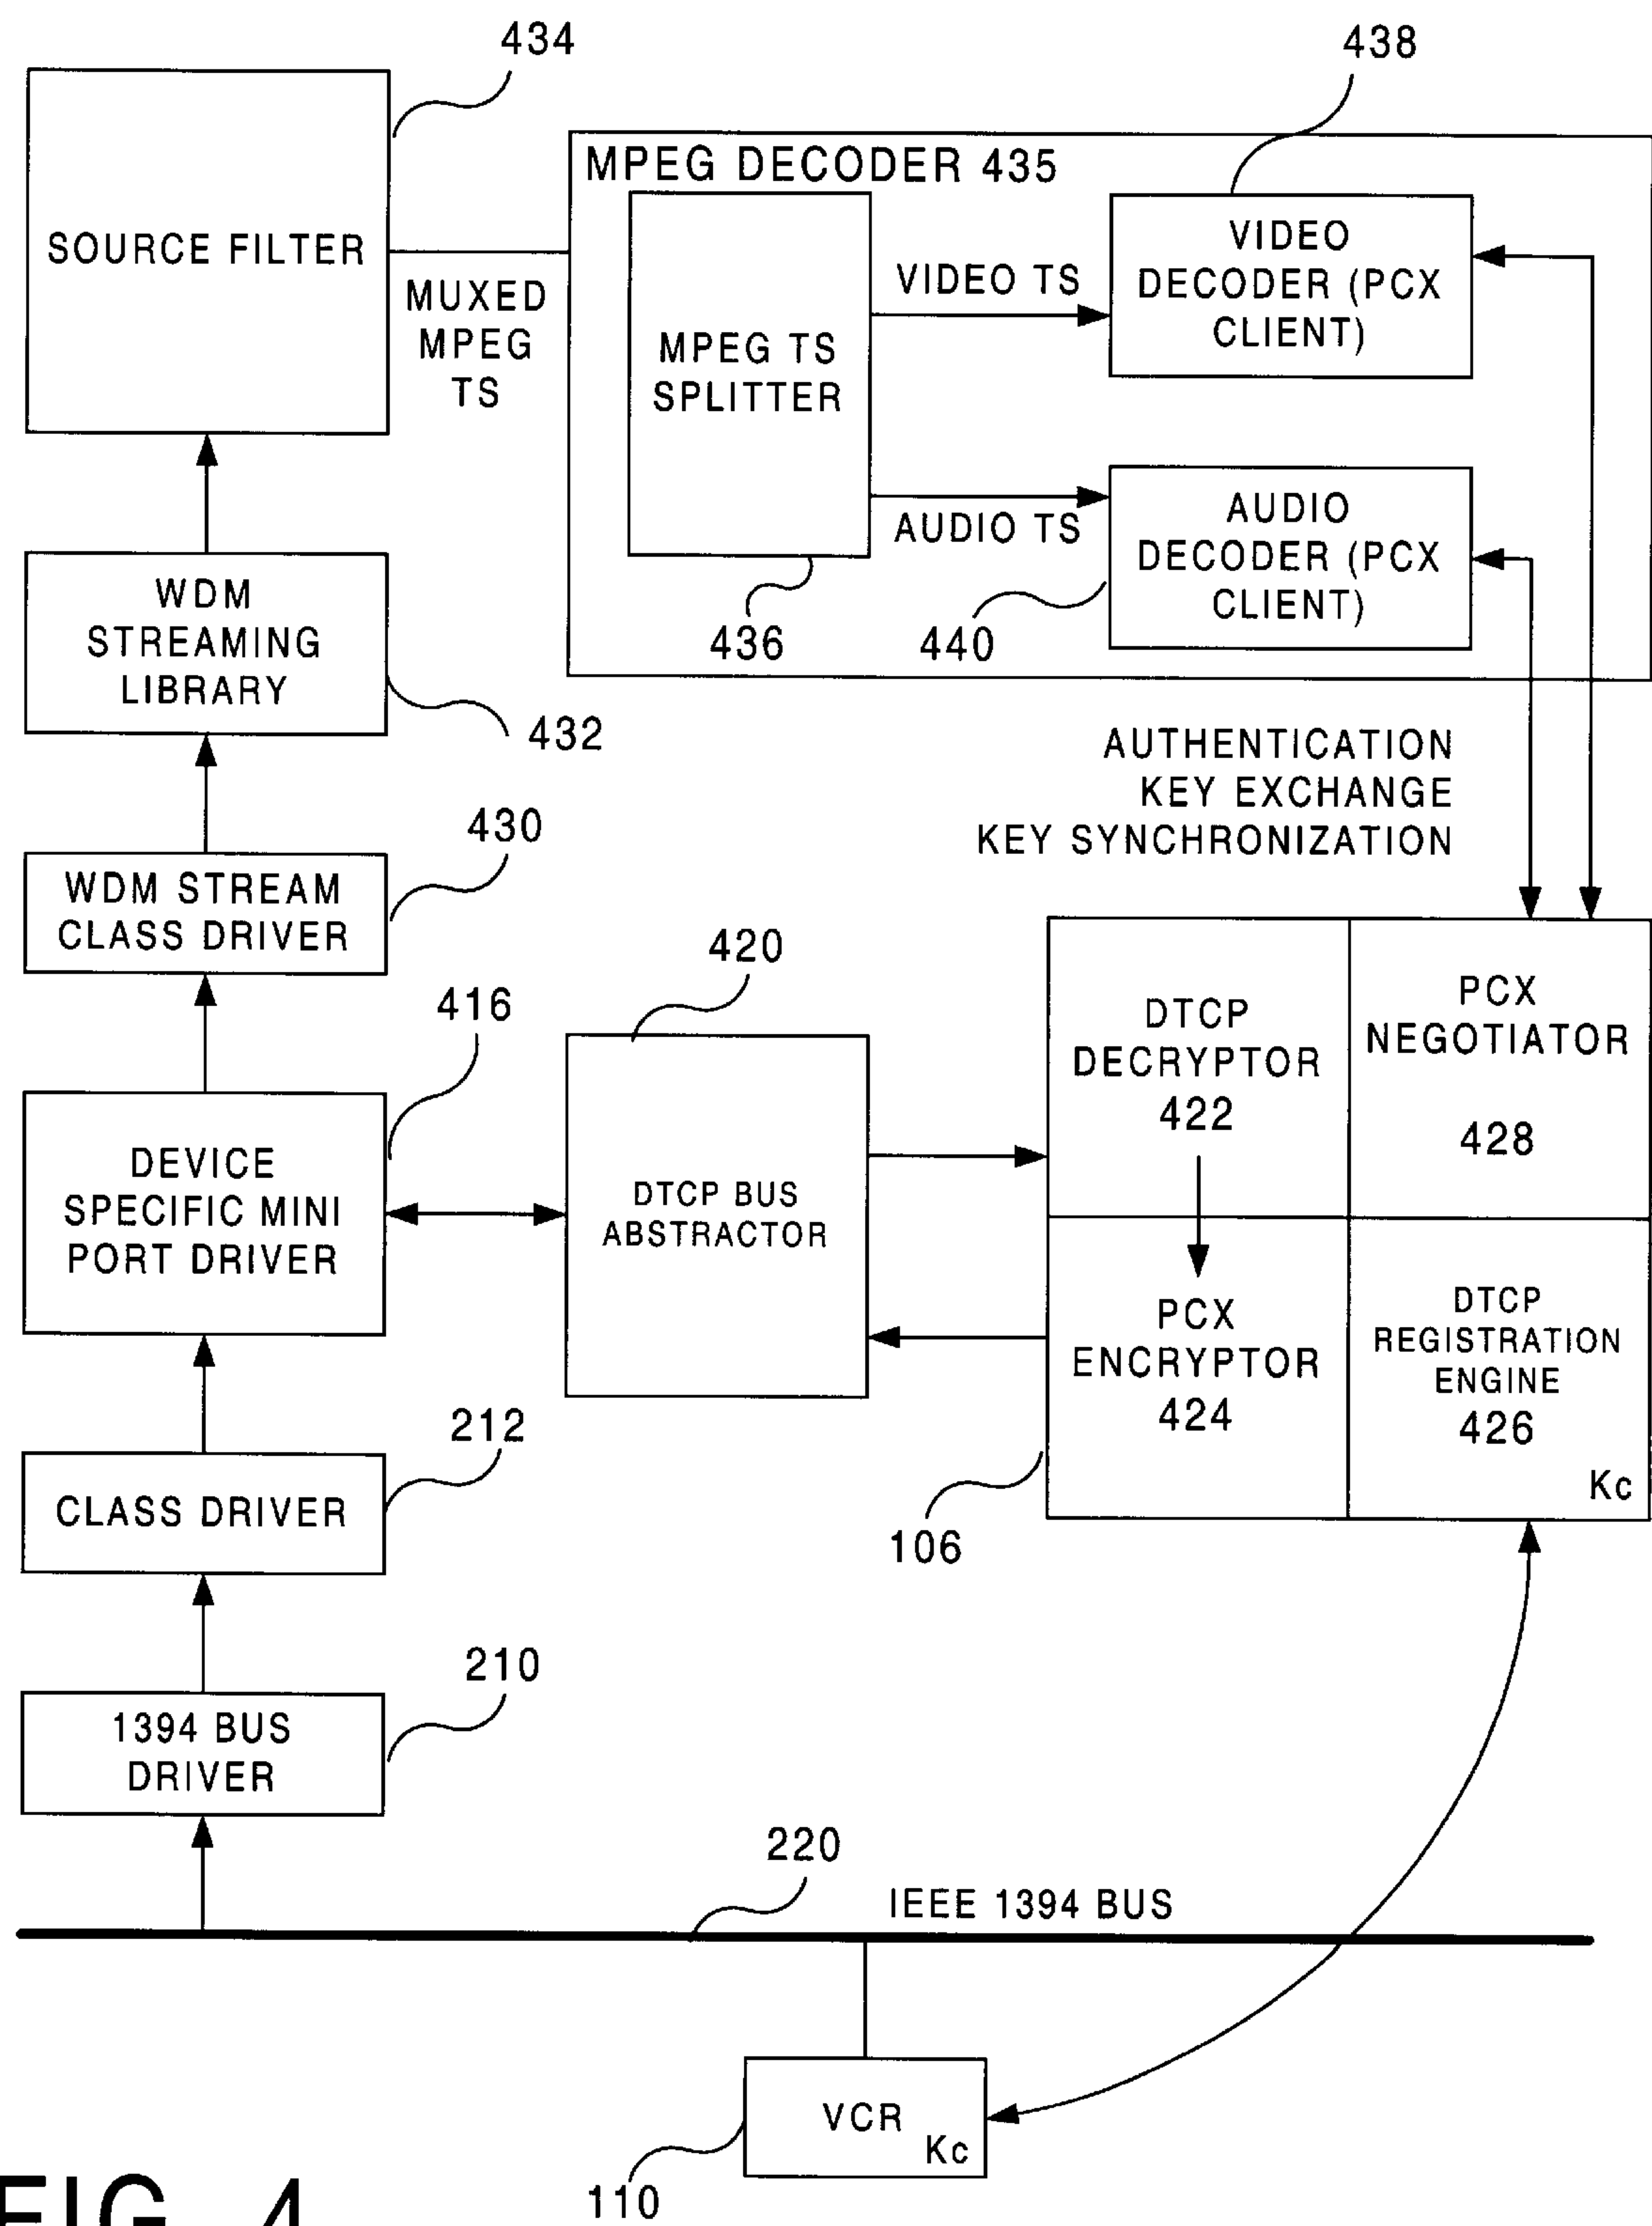 434
438
MPEG DECODER 435
SOURCE FILTER
MUXED
MPEG
TS
MPEG TS
SPLITTER
VIDEO TS
VIDEO
DECODER (PCX
CLIENT)
AUDIO TS
AUDIO
DECODER (PCX
CLIENT)
436
440
WDM
STREAMING
LIBRARY
432
AUTHENTICATION
KEY EXCHANGE
KEY SYNCHRONIZATION
430
WDM STREAM
CLASS DRIVER
416
420
DEVICE
SPECIFIC MINI
PORT DRIVER
DTCP BUS
ABSTRACTOR
DTCP
DECRYPTOR
422
PCX
NEGOTIATOR
428
PCX
ENCRYPTOR
424
DTCP
REGISTRATION
ENGINE
426
Kc
106
212
CLASS DRIVER
210
1394 BUS
DRIVER
220
IEEE 1394 BUS
VCR
Kc
110
FIG. 4